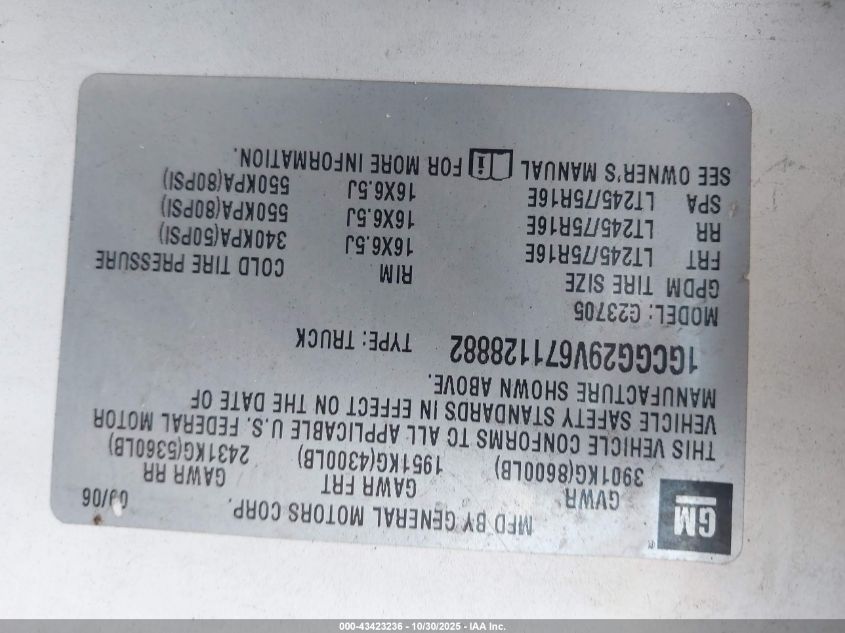 MFD BY GENERAL MOTORS CORP.
GM
GVWR GAWR FRT GAWR RR
3901KG(8600LB) 1951KG(4300LB) 2431KG(5360LB)
THIS VEHICLE CONFORMS TO ALL APPLICABLE U.S. FEDERAL MOTOR
VEHICLE SAFETY STANDARDS IN EFFECT ON THE DATE OF
MANUFACTURE SHOWN ABOVE.
1GCGG29V671128882 TYPE: TRUCK
MODEL: G23705
GPDM TIRE SIZE RIM COLD TIRE PRESSURE
FRT LT245/75R16E 16X6.5J 340KPA(50PSI)
RR LT245/75R16E 16X6.5J 550KPA(80PSI)
SPA LT245/75R16E 16X6.5J 550KPA(80PSI)
SEE OWNER'S MANUAL FOR MORE INFORMATION.
000-43423236 - 10/30/2025 - IAA Inc.